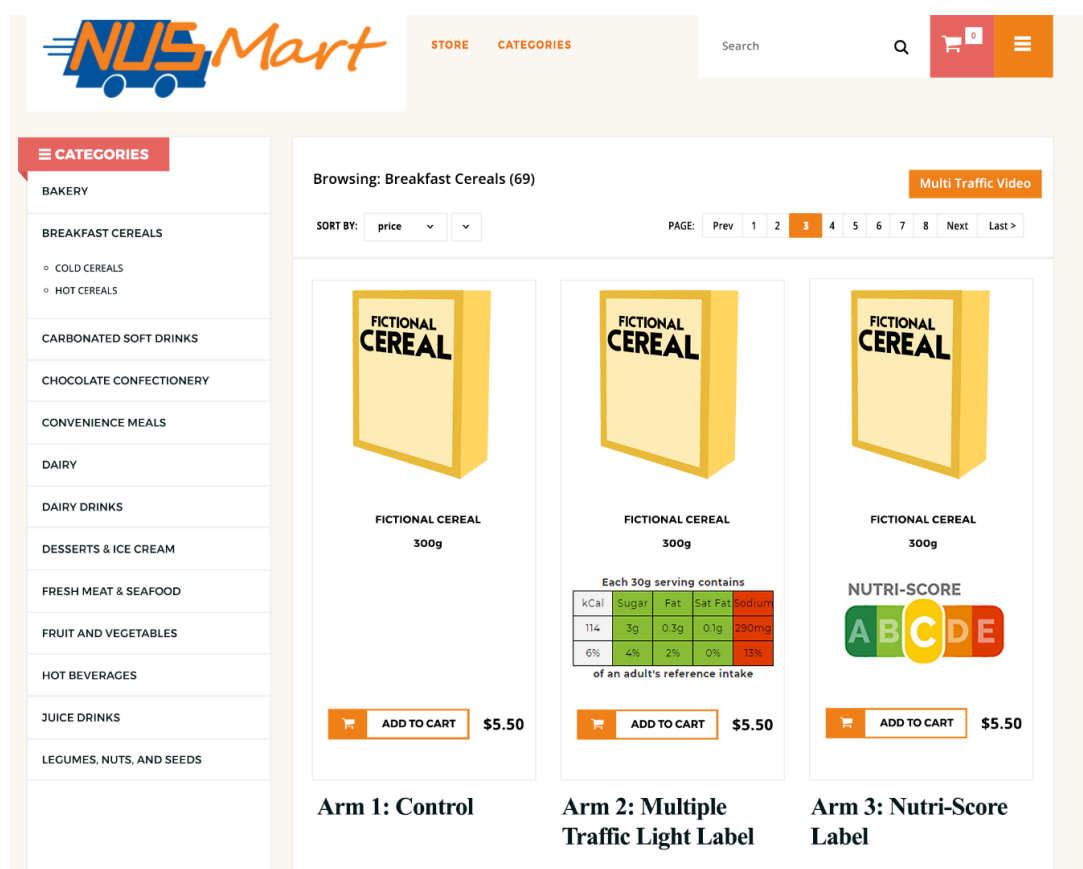 NUS Mart
STORE CATEGORIES
Search
0
CATEGORIES
BAKERY
BREAKFAST CEREALS
COLD CEREALS
HOT CEREALS
CARBONATED SOFT DRINKS
CHOCOLATE CONFECTIONERY
CONVENIENCE MEALS
DAIRY
DAIRY DRINKS
DESSERTS & ICE CREAM
FRESH MEAT & SEAFOOD
FRUIT AND VEGETABLES
HOT BEVERAGES
JUICE DRINKS
LEGUMES, NUTS, AND SEEDS
Browsing: Breakfast Cereals (69)
Multi Traffic Video
SORT BY: price
PAGE: Prev 1 2 3 4 5 6 7 8 Next Last >
FICTIONAL
CEREAL
FICTIONAL CEREAL
300g
ADD TO CART $5.50
Arm 1: Control
FICTIONAL
CEREAL
FICTIONAL CEREAL
300g
Each 30g serving contains
kCal Sugar Fat Sat Fat Sodium
114 3g 0.3g 0.1g 290mg
6% 4% 2% 0% 13%
of an adult's reference intake
ADD TO CART $5.50
Arm 2: Multiple
Traffic Light Label
FICTIONAL
CEREAL
FICTIONAL CEREAL
300g
NUTRI-SCORE
A B C D E
ADD TO CART $5.50
Arm 3: Nutri-Score
Label